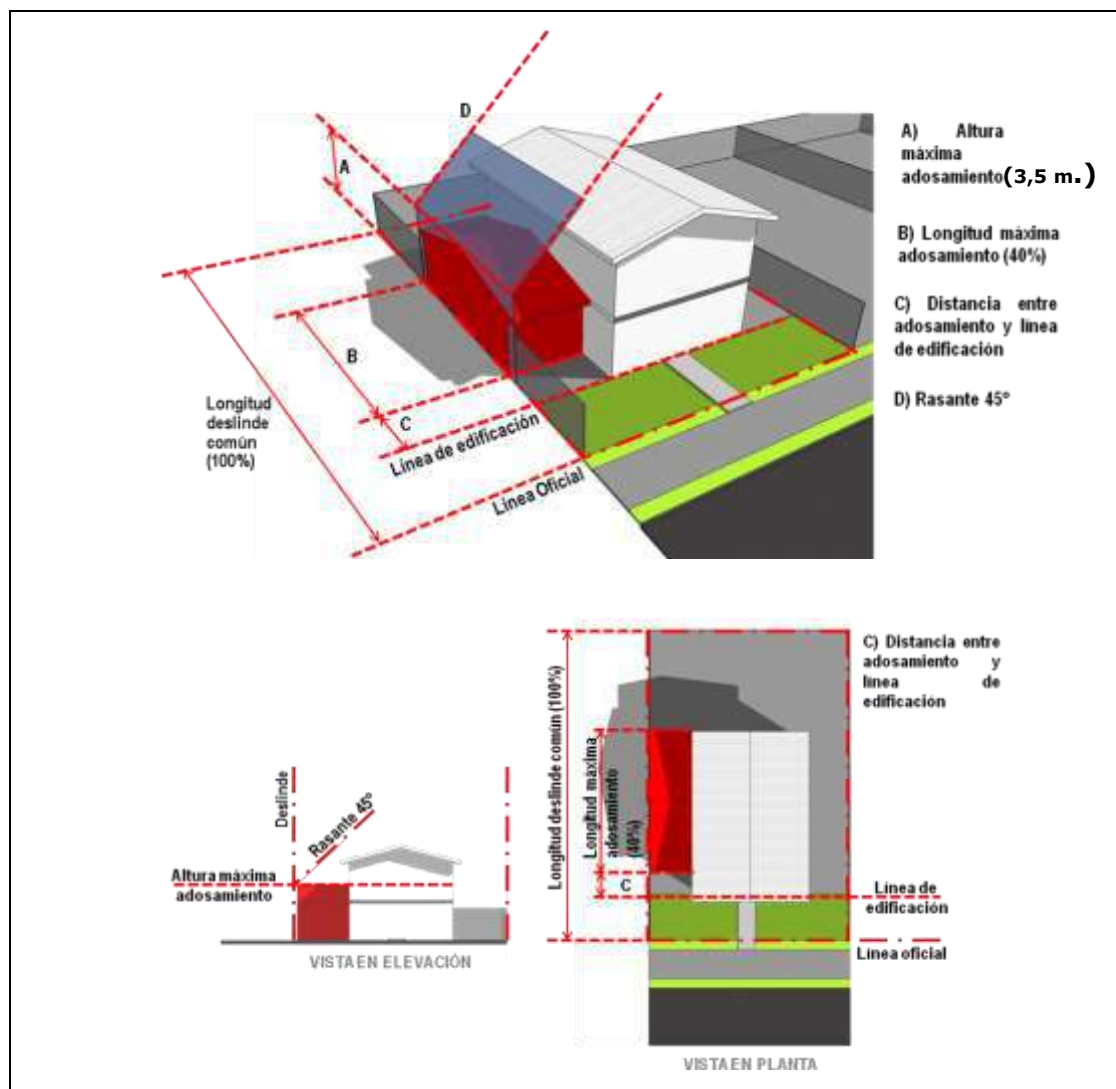 D
A
B
C
Longitud
deslinde
común
(100%)
Línea de edificación
Línea Oficial
A) Altura
máxima
adosamiento(3,5 m.)
B) Longitud máxima
adosamiento (40%)
C) Distancia entre
adosamiento y línea
de edificación
D) Rasante 45º
Deslinde
Rasante 45º
Altura máxima
adosamiento
VISTA EN ELEVACIÓN
Longitud deslinde común (100%)
Longitud máxima
adosamiento
(40%)
C
C) Distancia entre
adosamiento y
línea de
edificación
Línea de
edificación
Línea oficial
VISTA EN PLANTA